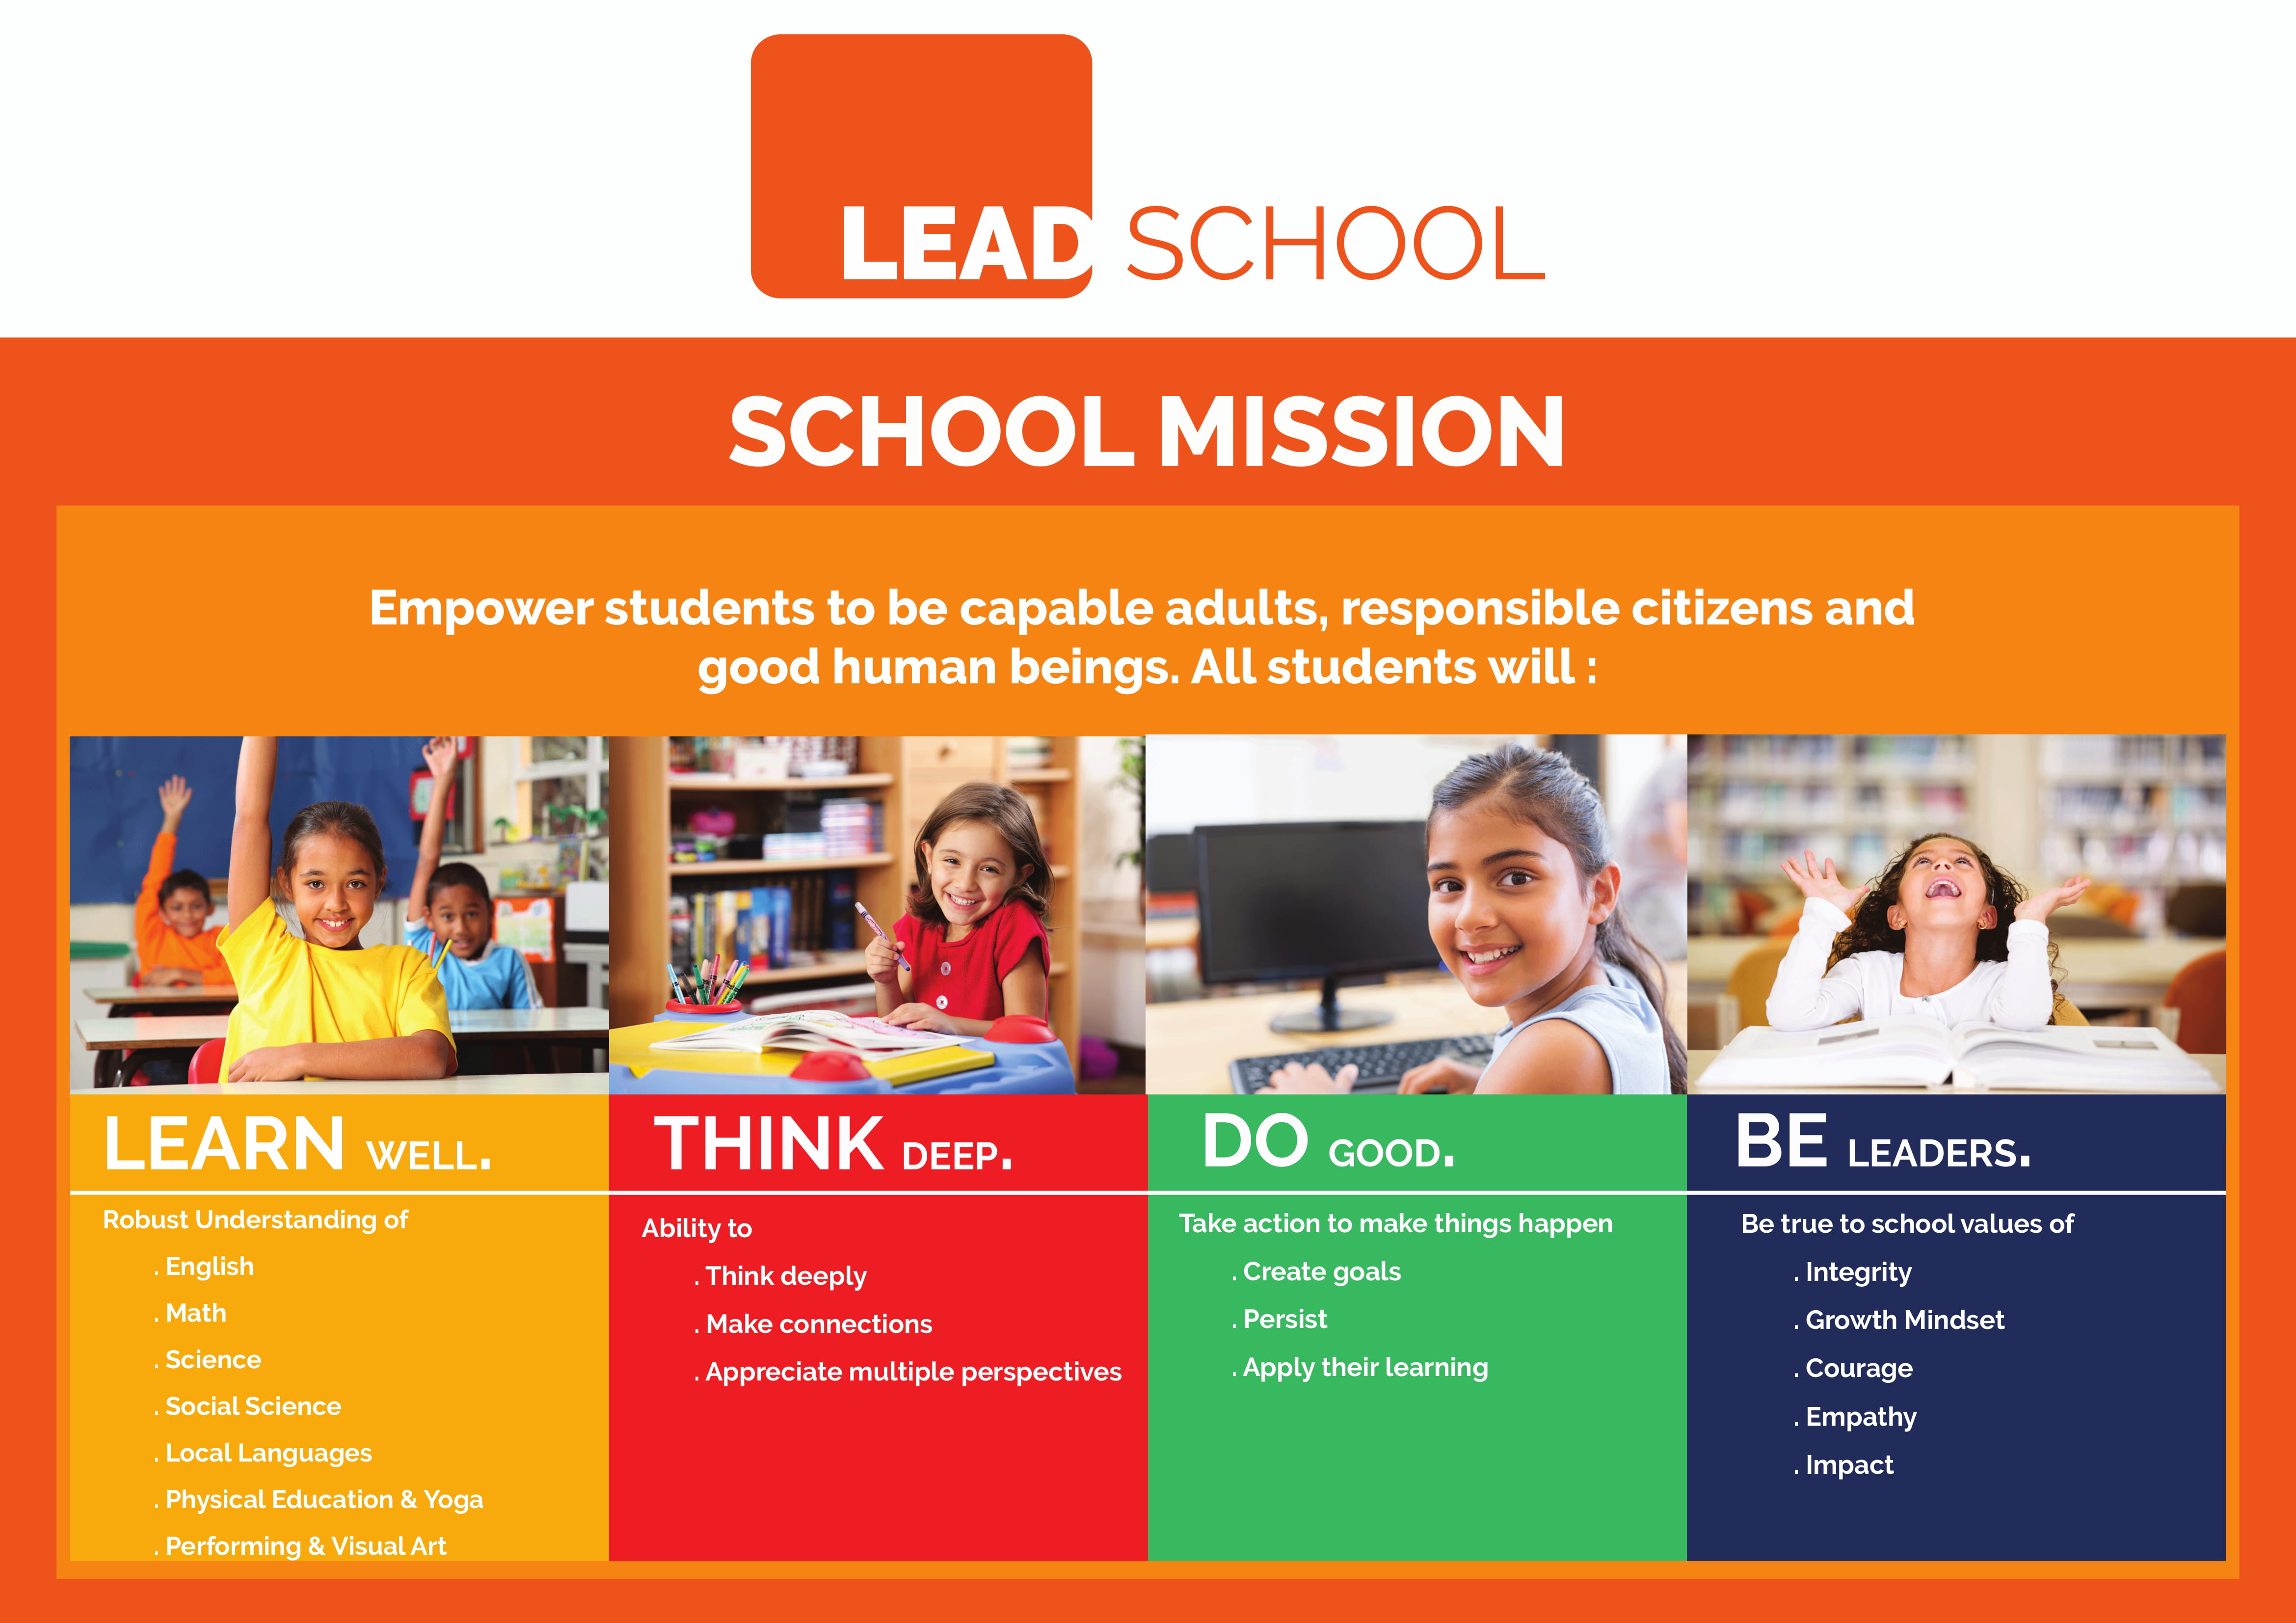 LEAD SCHOOL
SCHOOL MISSION
Empower students to be capable adults, responsible citizens and
good human beings. All students will :
LEARN WELL.
Robust Understanding of
. English
. Math
. Science
. Social Science
. Local Languages
. Physical Education & Yoga
. Performing & Visual Art
THINK DEEP.
Ability to
. Think deeply
. Make connections
. Appreciate multiple perspectives
DO GOOD.
Take action to make things happen
. Create goals
. Persist
. Apply their learning
BE LEADERS.
Be true to school values of
. Integrity
. Growth Mindset
. Courage
. Empathy
. Impact